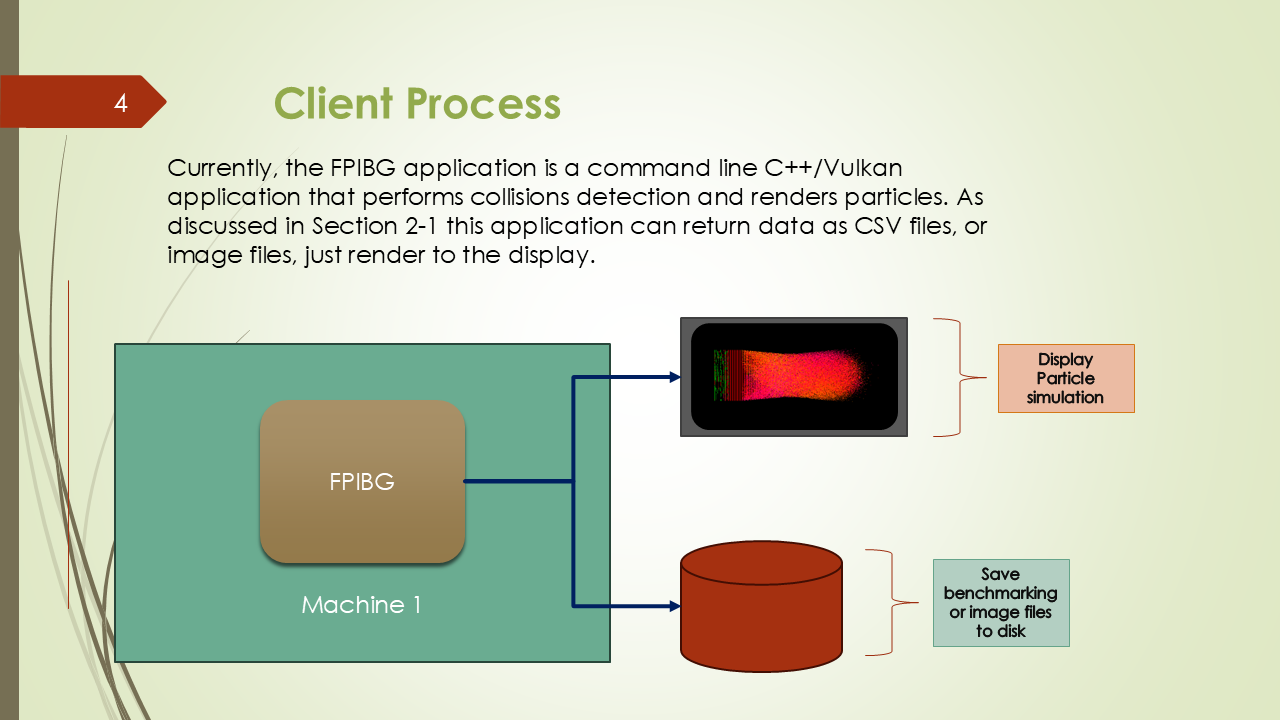 4
Client Process
Currently, the FPIBG application is a command line C++/Vulkan
application that performs collisions detection and renders particles. As
discussed in Section 2-1 this application can return data as CSV files, or
image files, just render to the display.
Display
Particle
simulation
FPIBG
Machine 1
Save
benchmarking
or image files
to disk